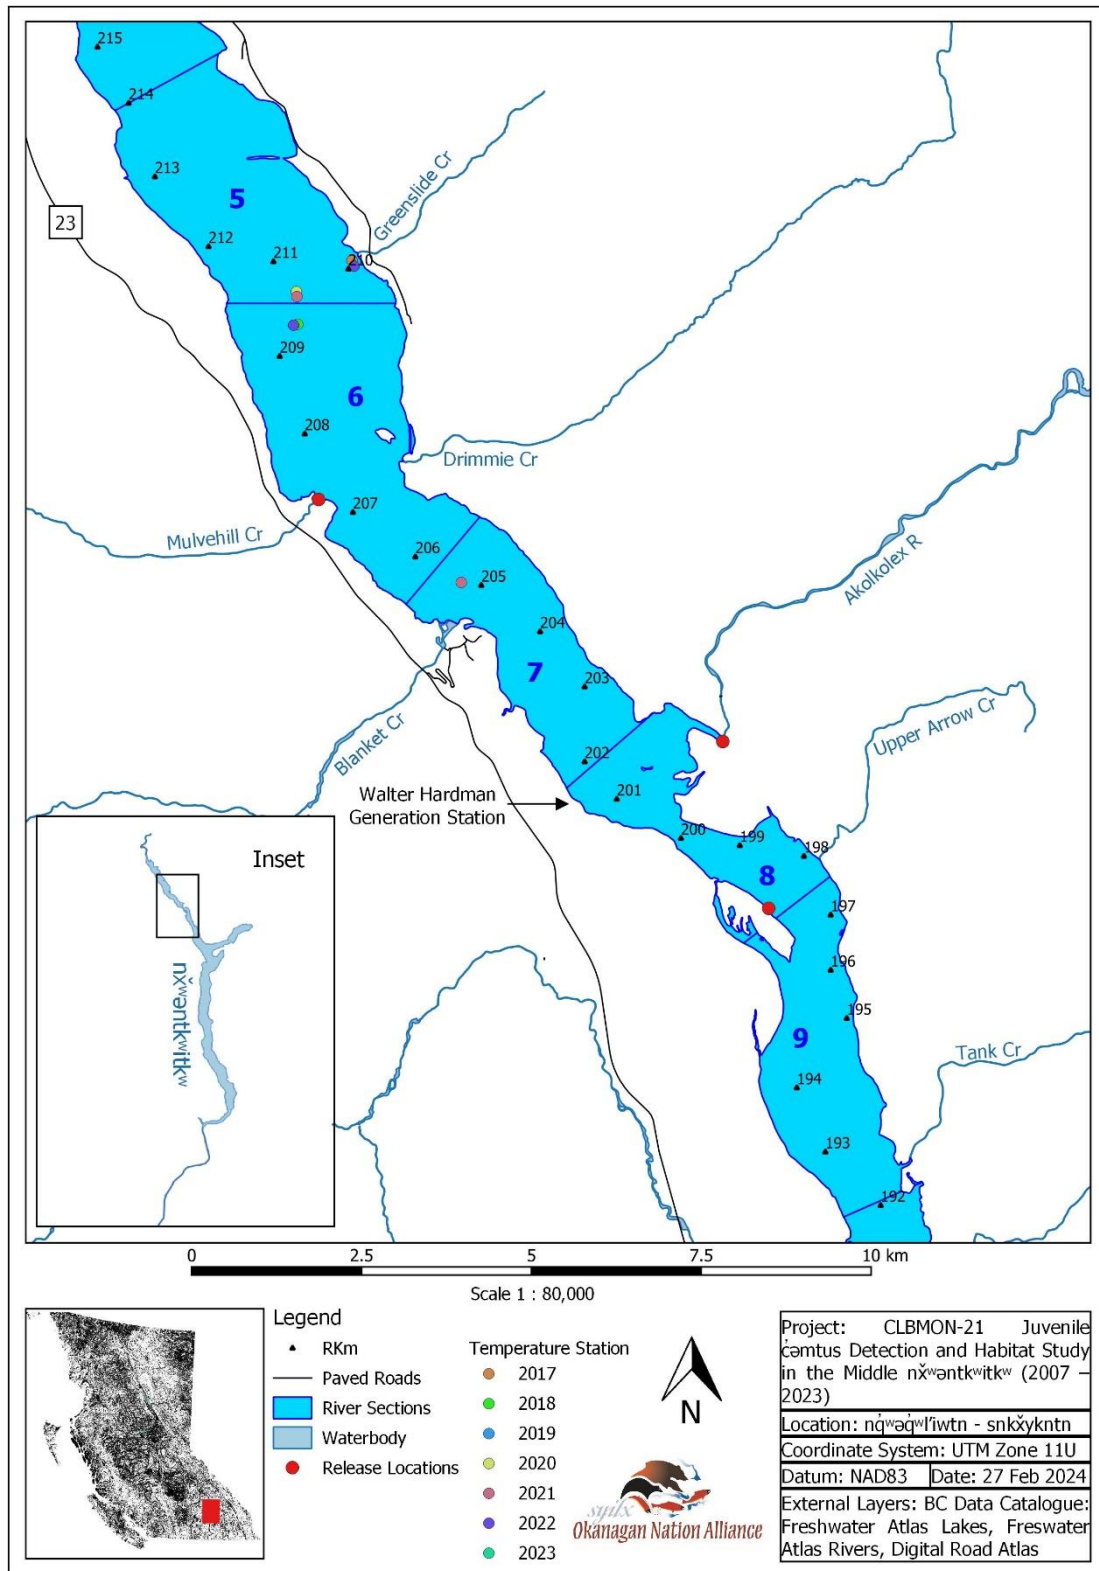 215
214
213
5
Greenslide Cr
23
212
211
210
209
6
208
Drimmie Cr
207
Mulvehill Cr
206
205
Akolkolex R
204
7
203
Upper Arrow Cr
Blanket Cr
202
Walter Hardman
Generation Station
201
200
199
198
8
197
196
195
9
Tank Cr
194
193
192
Inset
nx̌ʷəntkʷitkʷ
0 2.5 5 7.5 10 km
Scale 1 : 80,000
Legend
RKm
Paved Roads
River Sections
Waterbody
Release Locations
Temperature Station
2017
2018
2019
2020
2021
2022
2023
N
syilx
Okanagan Nation Alliance
Project: CLBMON-21 Juvenile
c̓əmtus Detection and Habitat Study
in the Middle nx̌ʷəntkʷitkʷ (2007 –
2023)
Location: nq̓ʷəq̓ʷl̓iwtn - snkx̌ykntn
Coordinate System: UTM Zone 11U
Datum: NAD83 Date: 27 Feb 2024
External Layers: BC Data Catalogue:
Freshwater Atlas Lakes, Freswater
Atlas Rivers, Digital Road Atlas